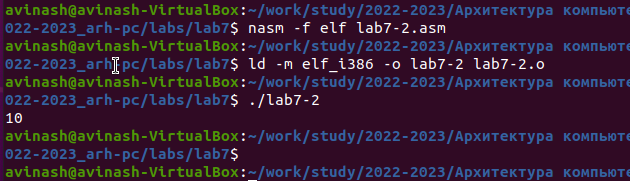 avinash@avinash-VirtualBox:~/work/study/2022-2023/Архитектура компьюте
022-2023_arh-pc/labs/lab7$ nasm -f elf lab7-2.asm
avinash@avinash-VirtualBox:~/work/study/2022-2023/Архитектура компьюте
022-2023_arh-pc/labs/lab7$ ld -m elf_i386 -o lab7-2 lab7-2.o
avinash@avinash-VirtualBox:~/work/study/2022-2023/Архитектура компьюте
022-2023_arh-pc/labs/lab7$ ./lab7-2
10
avinash@avinash-VirtualBox:~/work/study/2022-2023/Архитектура компьюте
022-2023_arh-pc/labs/lab7$
avinash@avinash-VirtualBox:~/work/study/2022-2023/Архитектура компьюте